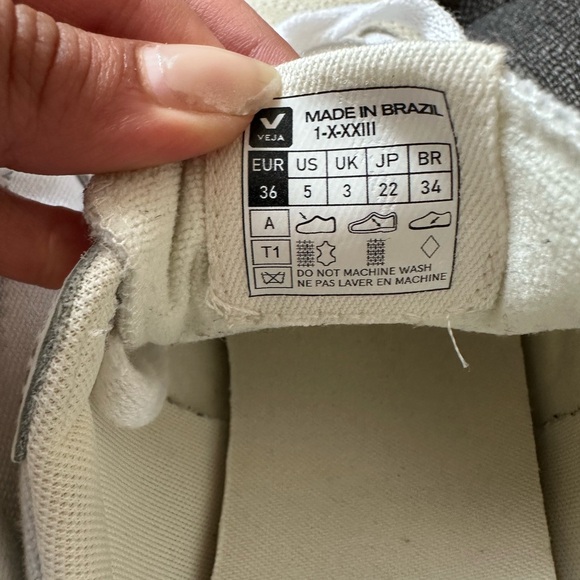 V
VEJA
MADE IN BRAZIL
1-X-XXIII
EUR US UK JP BR
36 5 3 22 34
A
T1
DO NOT MACHINE WASH
NE PAS LAVER EN MACHINE